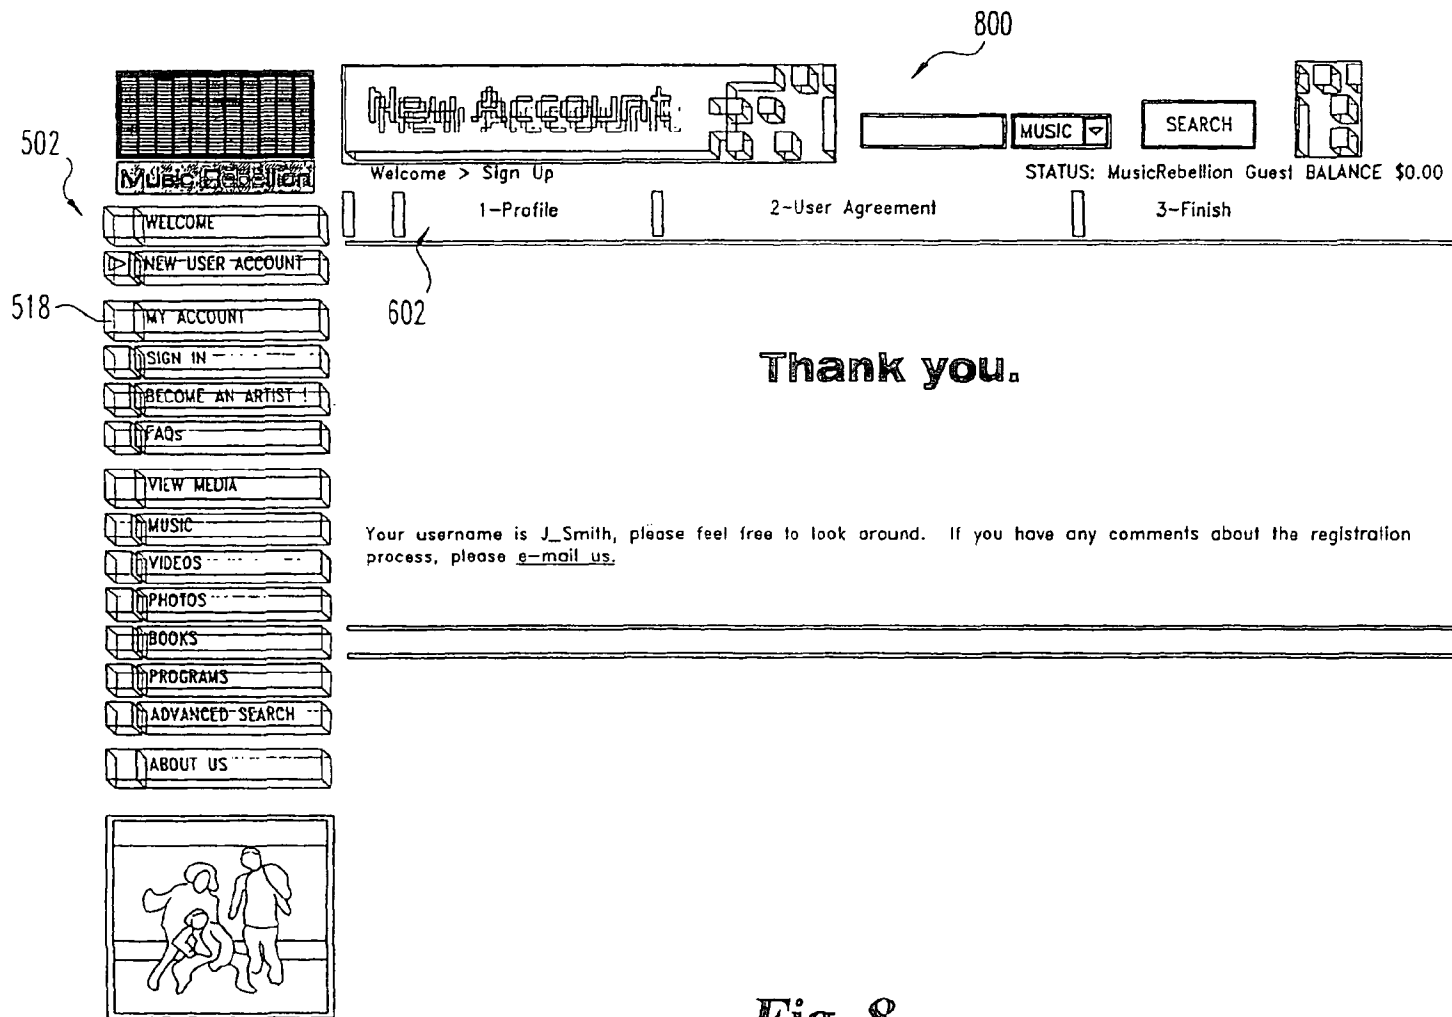 800
New Account
MUSIC
SEARCH
502
Music Rebellion
Welcome > Sign Up
STATUS: MusicRebellion Guest BALANCE $0.00
1-Profile
2-User Agreement
3-Finish
WELCOME
NEW USER ACCOUNT
518
MY ACCOUNT
602
SIGN IN
Thank you.
BECOME AN ARTIST !
FAQs
VIEW MEDIA
MUSIC
Your username is J_Smith, please feel free to look around. If you have any comments about the registration
process, please e-mail us.
VIDEOS
PHOTOS
BOOKS
PROGRAMS
ADVANCED SEARCH
ABOUT US
Fig. 8